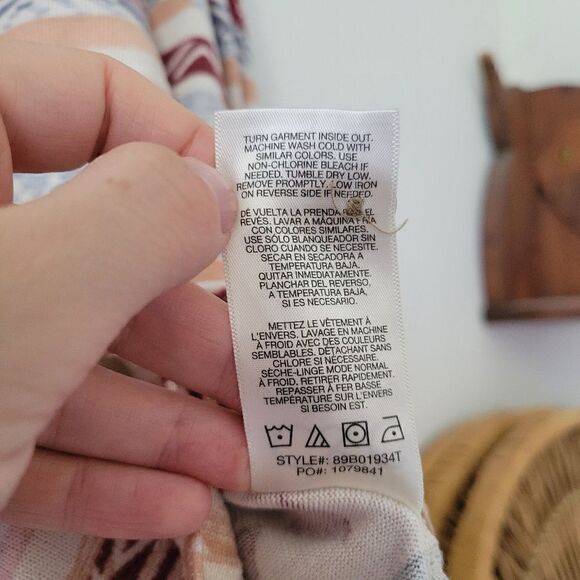 TURN GARMENT INSIDE OUT.
MACHINE WASH COLD WITH
SIMILAR COLORS. USE
NON-CHLORINE BLEACH IF
NEEDED. TUMBLE DRY LOW.
REMOVE PROMPTLY. LOW IRON
ON REVERSE SIDE IF NEEDED.
DÉ VUELTA LA PRENDA EL
REVÉS. LAVAR A MÁQUINA FRÍA
CON COLORES SIMILARES.
USE SÓLO BLANQUEADOR SIN
CLORO CUANDO SE NECESITE.
SECAR EN SECADORA A
TEMPERATURA BAJA,
QUITAR INMEDIATAMENTE.
PLANCHAR DEL REVERSO,
A TEMPERATURA BAJA,
SI ES NECESARIO.
METTEZ LE VÊTEMENT À
L'ENVERS. LAVAGE EN MACHINE
À FROID AVEC DES COULEURS
SEMBLABLES. DÉTACHANT SANS
CHLORE SI NÉCESSAIRE.
SÈCHE-LINGE MODE NORMAL
À FROID. RETIRER RAPIDEMENT.
REPASSER À FER BASSE
TEMPÉRATURE SUR L'ENVERS
SI BESOIN EST.
STYLE#: 89B01934T
PO#: 1079841